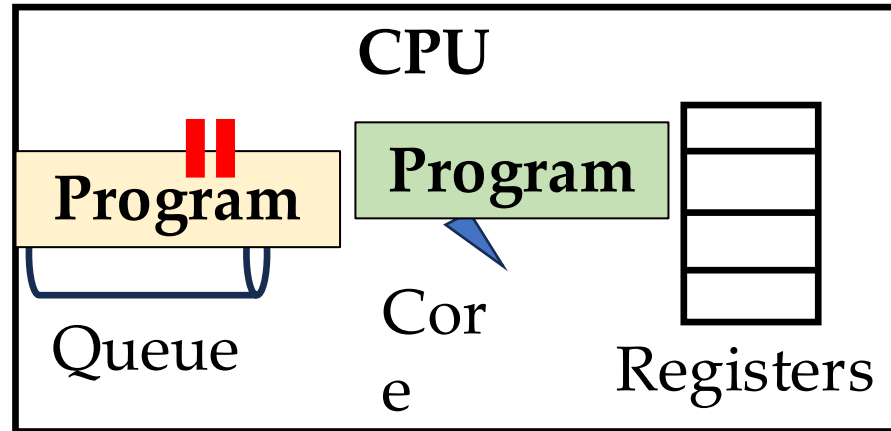 CPU
Program
Program
Queue
Cor
e
Registers